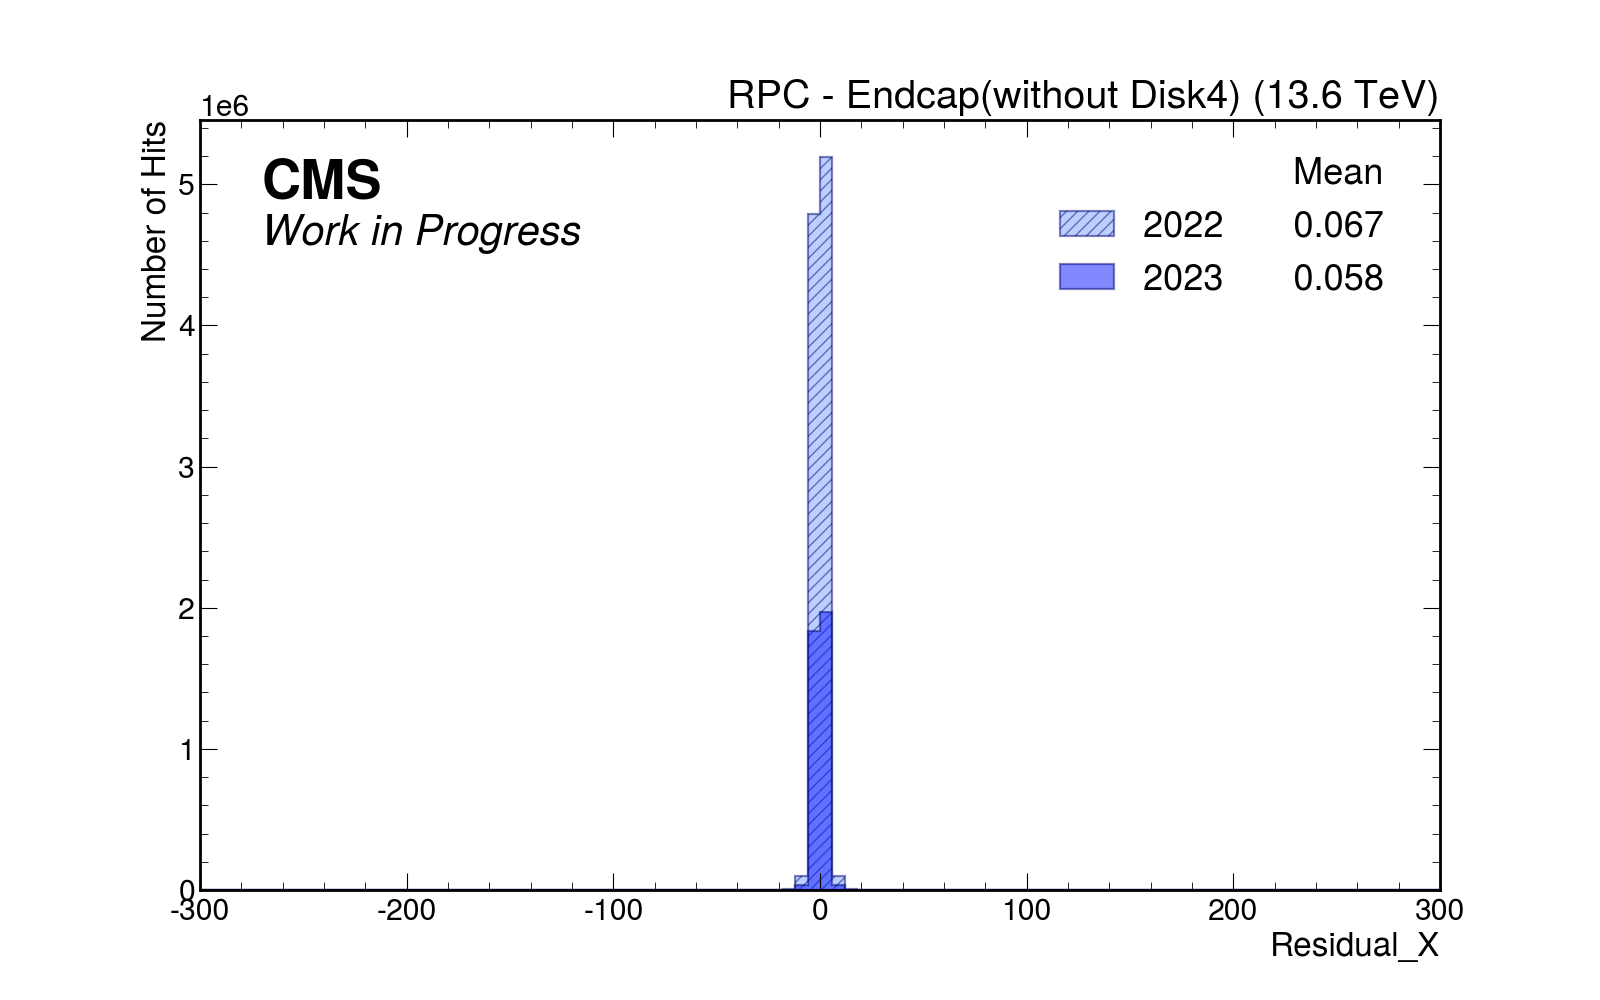 RPC - Endcap(without Disk4) (13.6 TeV)
1e6
Number of Hits
CMS
Work in Progress
Mean
2022 0.067
2023 0.058
5
4
3
2
1
0
-300 -200 -100 0 100 200 300
Residual_X